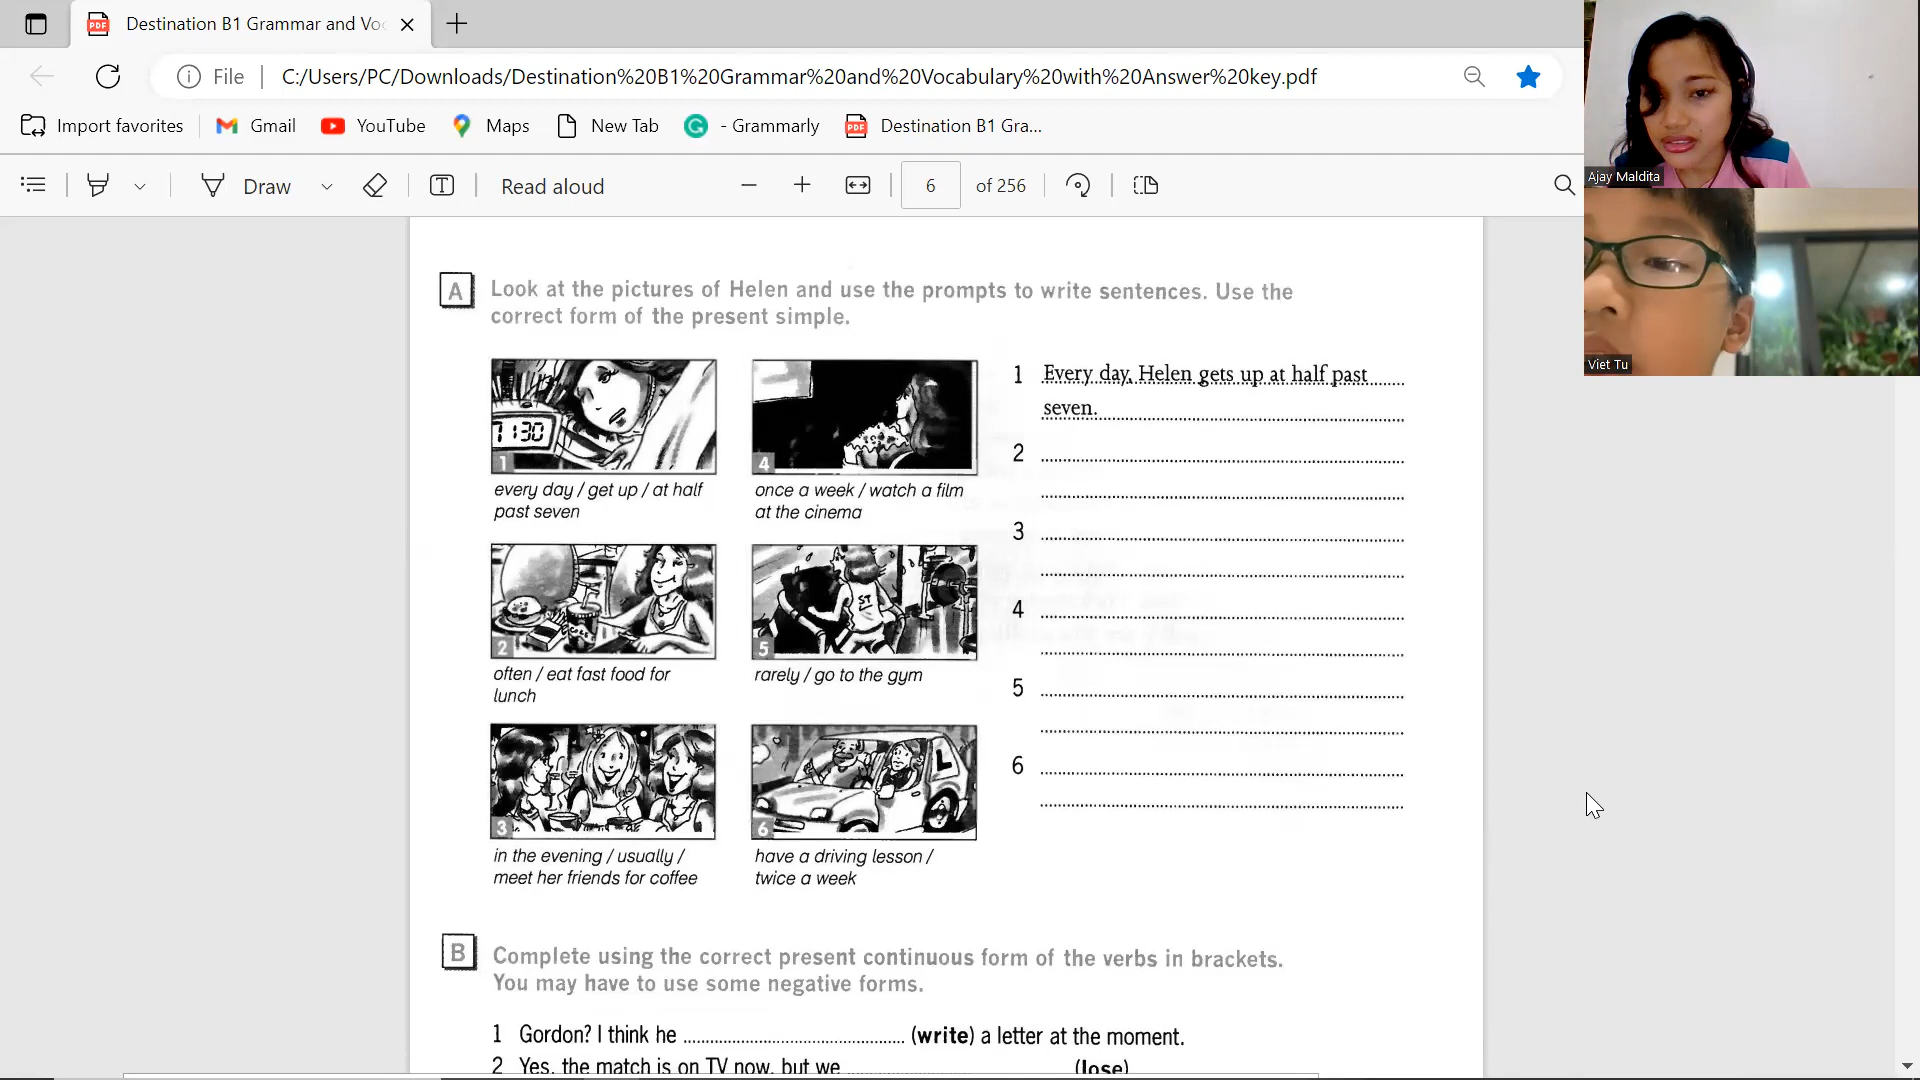 Destination B1 Grammar and Voc
File
C:/Users/PC/Downloads/Destination%20B1%20Grammar%20and%20Vocabulary%20with%20Answer%20key.pdf
Import favorites
Gmail
YouTube
Maps
New Tab
- Grammarly
Destination B1 Gra...
Draw
Read aloud
6
of 256
Ajay Maldita
Viet Tu
A
Look at the pictures of Helen and use the prompts to write sentences. Use the
correct form of the present simple.
7:30
1
every day / get up / at half
past seven
4
once a week / watch a film
at the cinema
2
often / eat fast food for
lunch
ST
5
rarely / go to the gym
3
in the evening / usually /
meet her friends for coffee
L
6
have a driving lesson /
twice a week
1 Every day, Helen gets up at half past
seven.
2
3
4
5
6
B
Complete using the correct present continuous form of the verbs in brackets.
You may have to use some negative forms.
1 Gordon? I think he .......................................... (write) a letter at the moment.
2 Yes, the match is on TV now, but we .......................................... (lose)